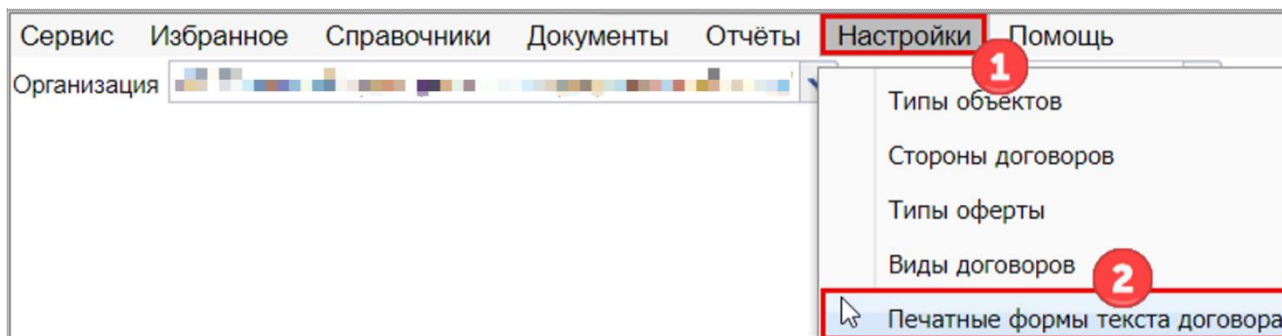 Сервис Избранное Справочники Документы Отчёты Настройки Помощь
1
Организация
Типы объектов
Стороны договоров
Типы оферты
Виды договоров
2
Печатные формы текста договора